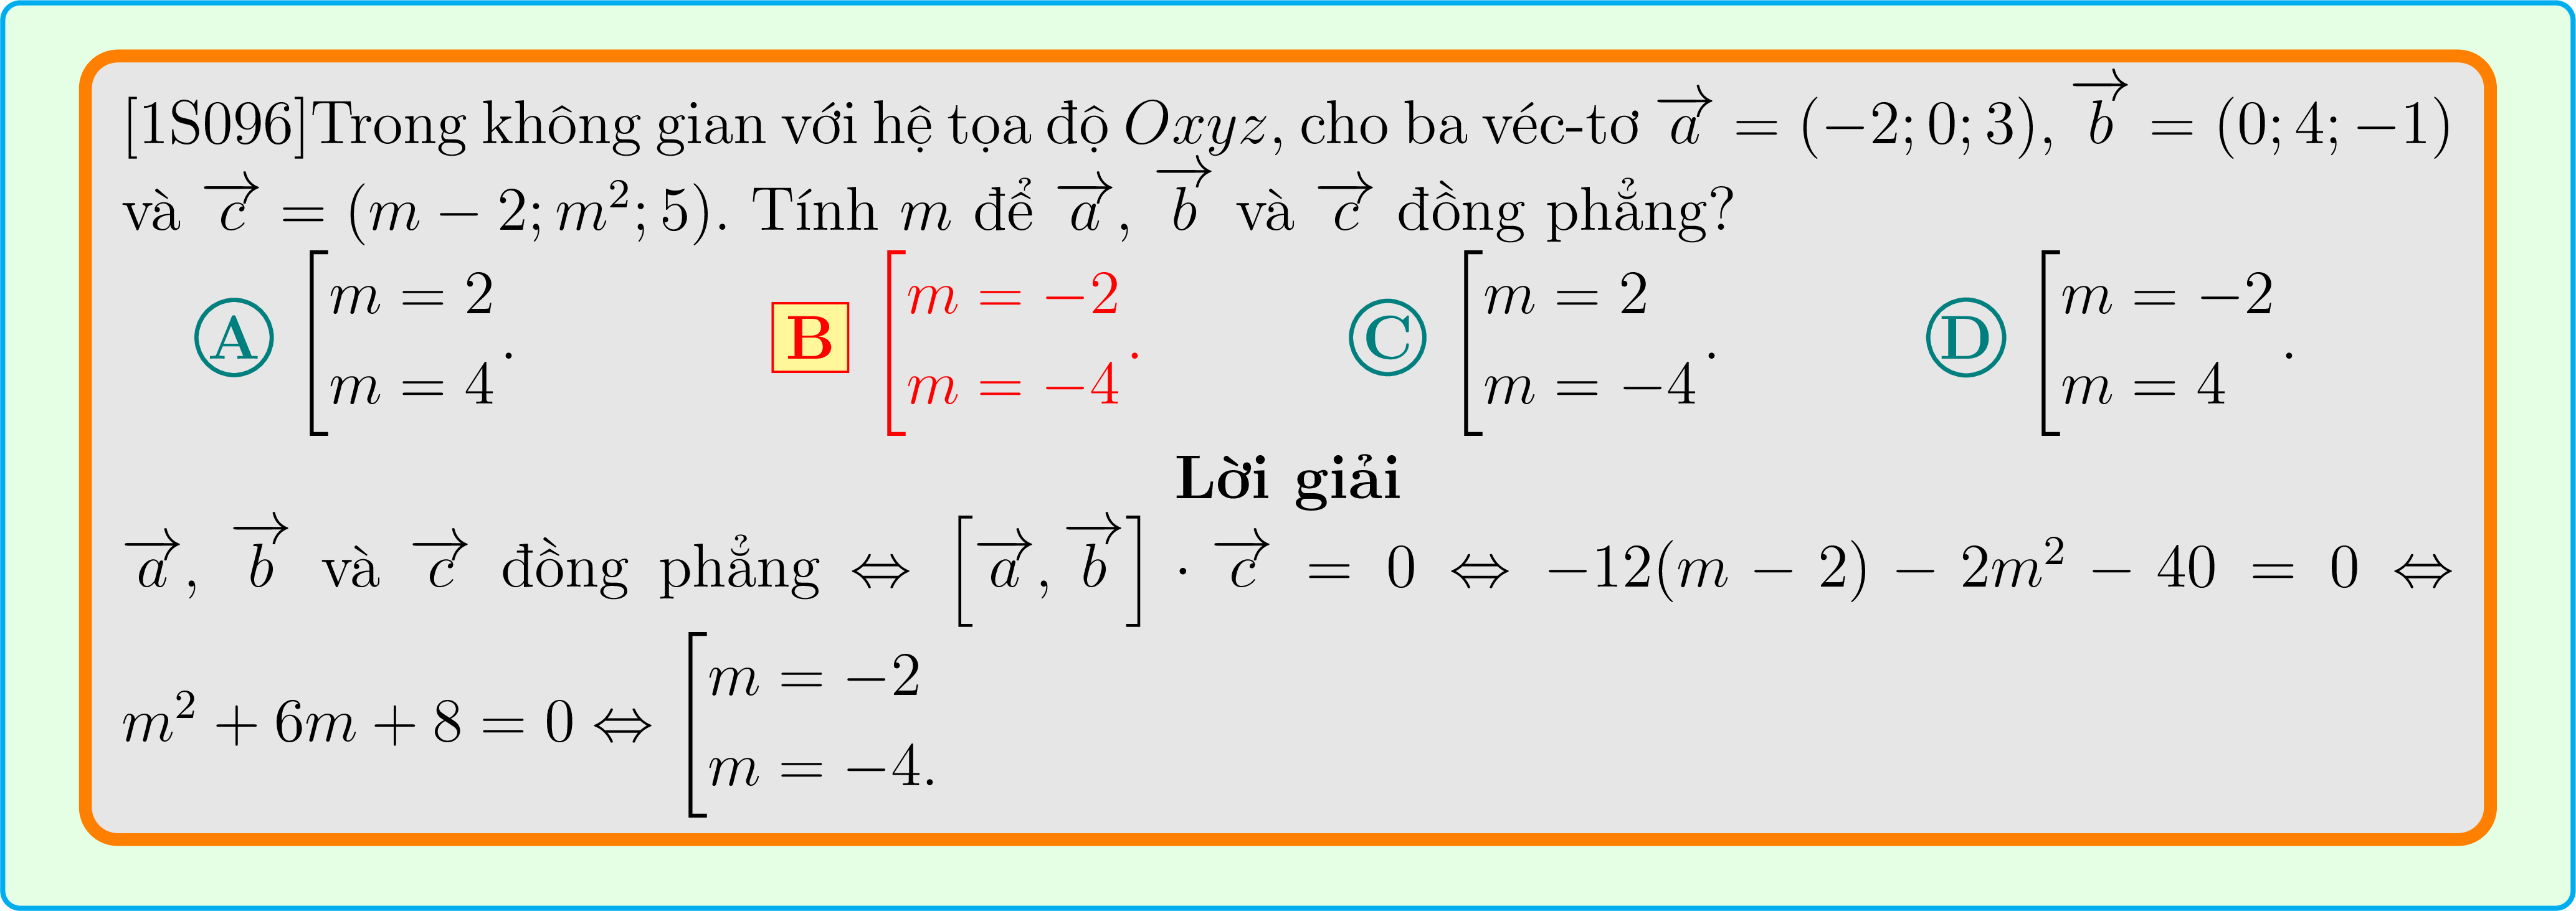 [1S096]Trong không gian với hệ tọa độ $Oxyz$, cho ba véc-tơ $\overrightarrow{a} = (-2; 0; 3)$, $\overrightarrow{b} = (0; 4; -1)$
và $\overrightarrow{c} = (m - 2; m^2; 5)$. Tính $m$ để $\overrightarrow{a}$, $\overrightarrow{b}$ và $\overrightarrow{c}$ đồng phẳng?
A $\left[\begin{array}{l} m = 2 \\ m = 4 \end{array}\right.$. B $\left[\begin{array}{l} m = -2 \\ m = -4 \end{array}\right.$. C $\left[\begin{array}{l} m = 2 \\ m = -4 \end{array}\right.$. D $\left[\begin{array}{l} m = -2 \\ m = 4 \end{array}\right.$.
Lời giải
$\overrightarrow{a}$, $\overrightarrow{b}$ và $\overrightarrow{c}$ đồng phẳng $\Leftrightarrow \left[\overrightarrow{a}, \overrightarrow{b}\right] \cdot \overrightarrow{c} = 0 \Leftrightarrow -12(m - 2) - 2m^2 - 40 = 0 \Leftrightarrow$
$m^2 + 6m + 8 = 0 \Leftrightarrow \left[\begin{array}{l} m = -2 \\ m = -4. \end{array}\right.$